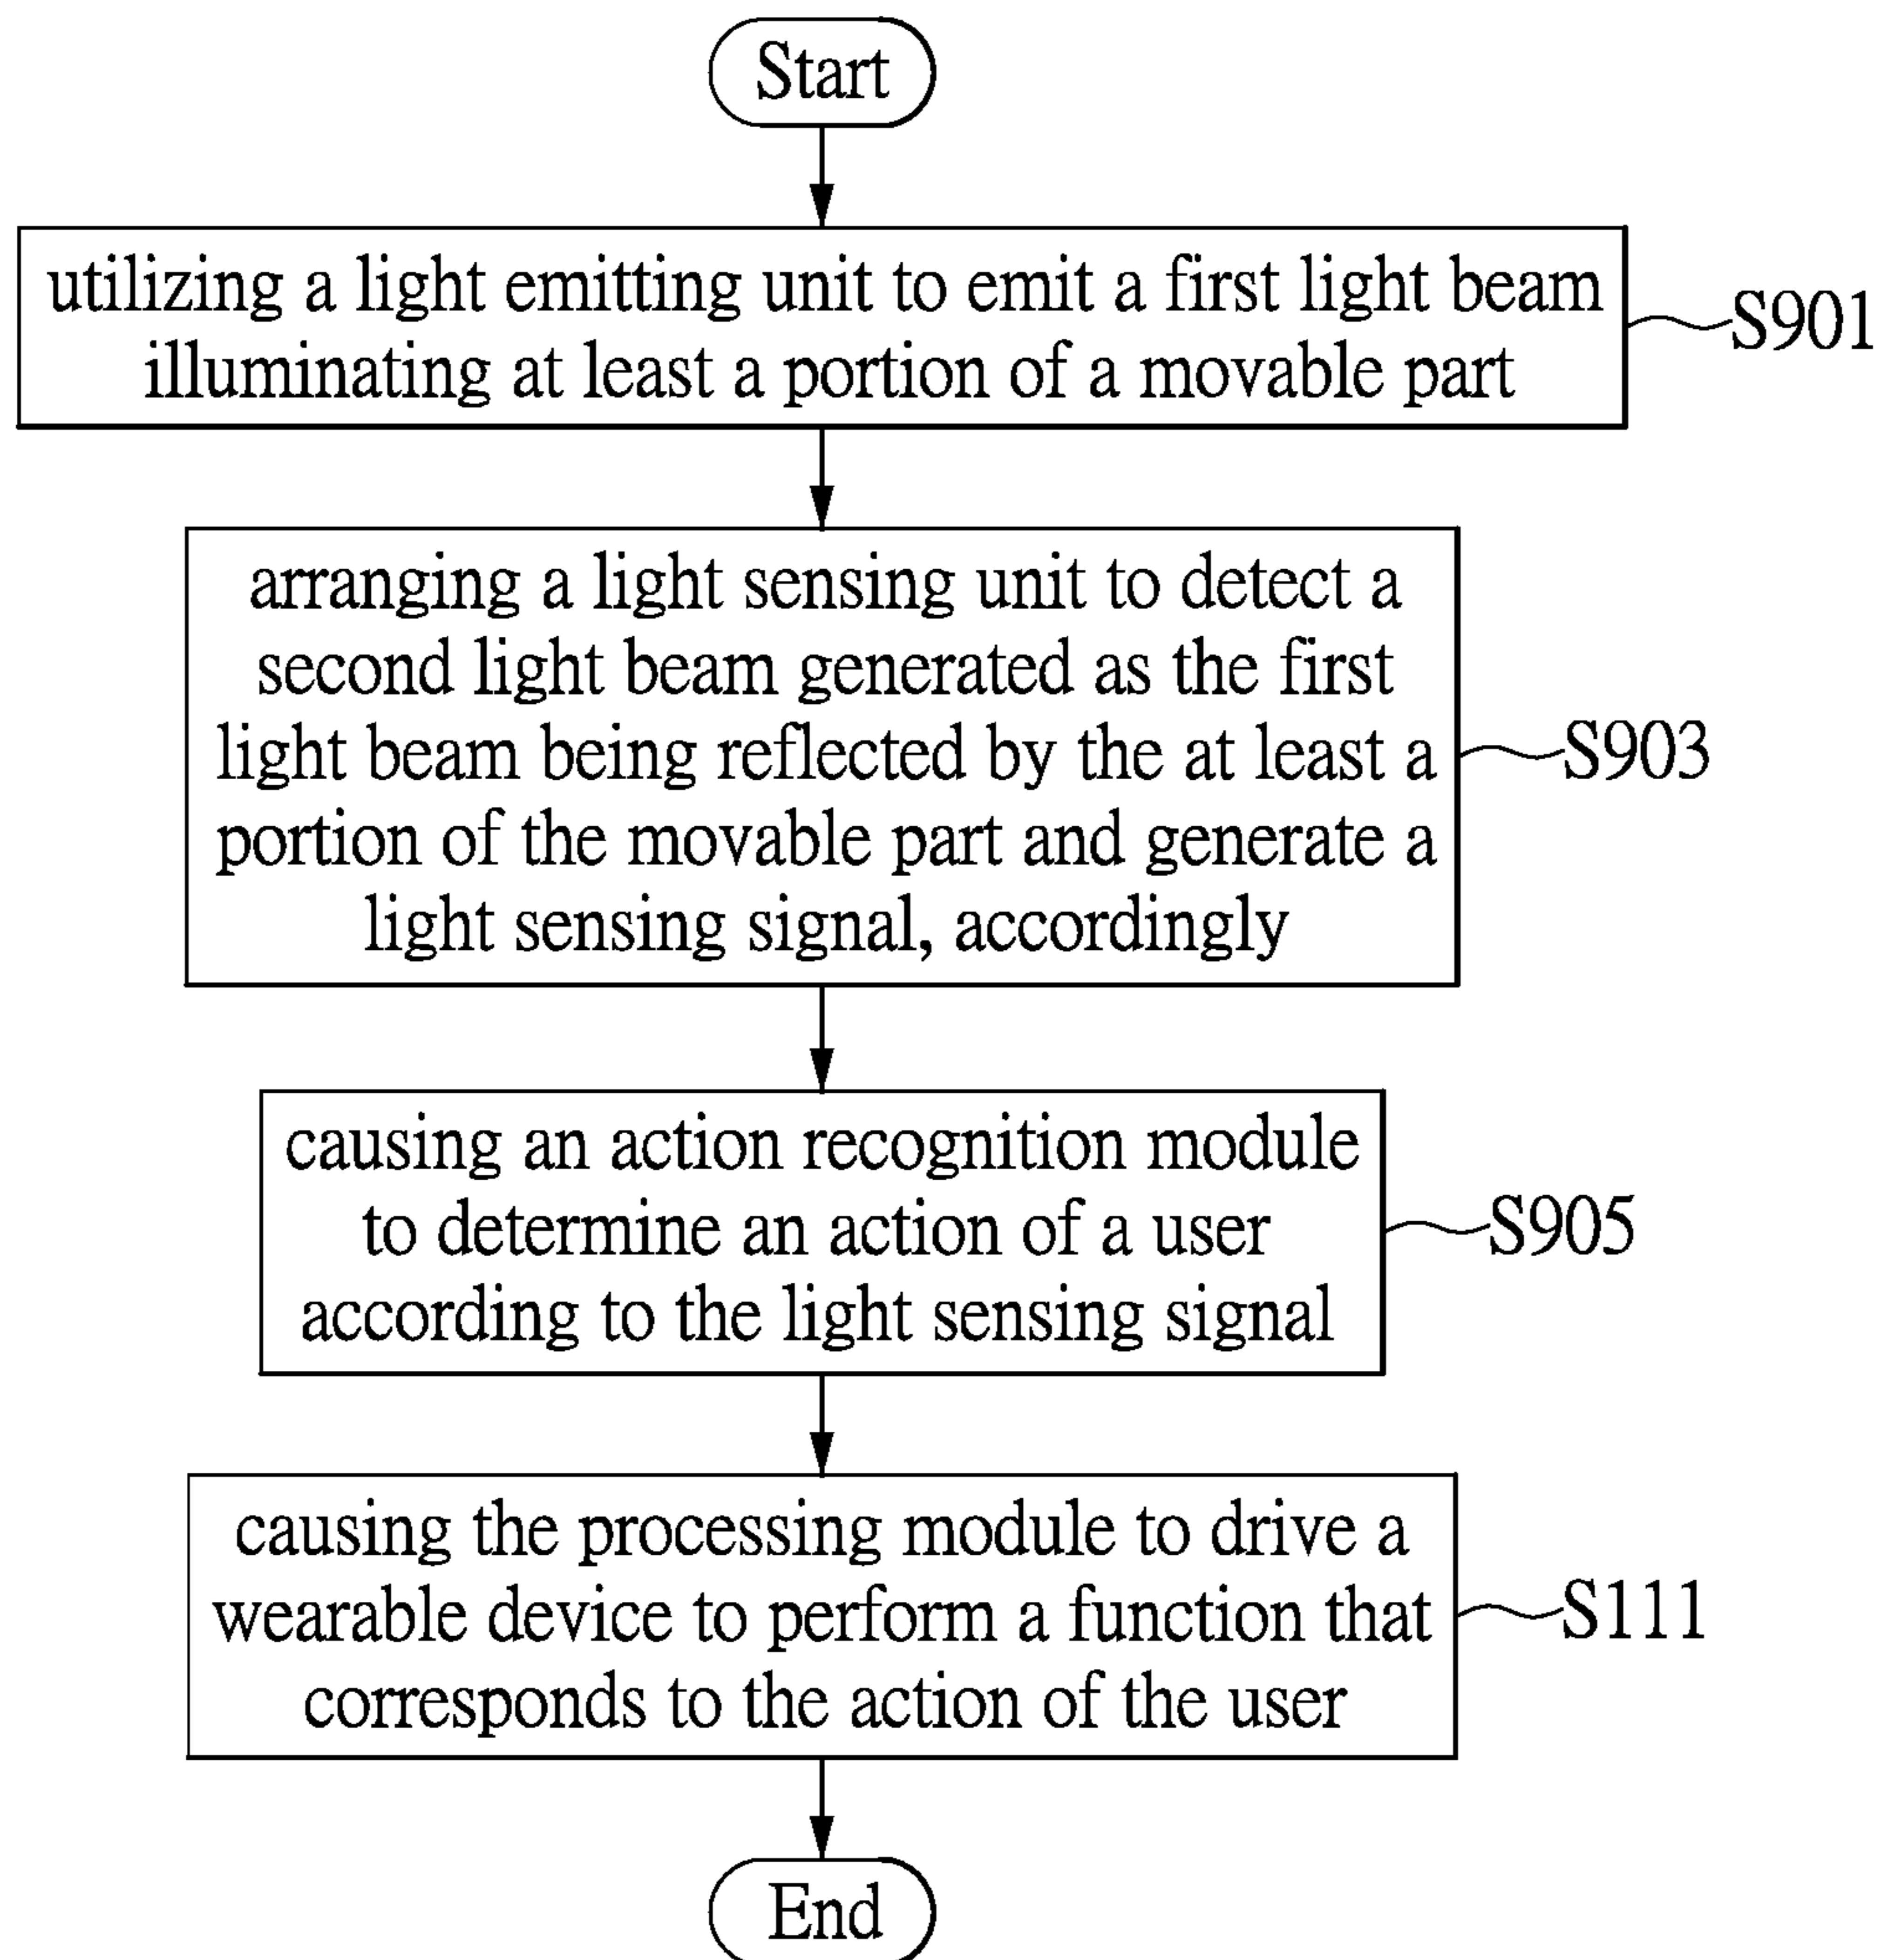 Start
utilizing a light emitting unit to emit a first light beam
illuminating at least a portion of a movable part
S901
arranging a light sensing unit to detect a
second light beam generated as the first
light beam being reflected by the at least a
portion of the movable part and generate a
light sensing signal, accordingly
S903
causing an action recognition module
to determine an action of a user
according to the light sensing signal
S905
causing the processing module to drive a
wearable device to perform a function that
corresponds to the action of the user
S111
End